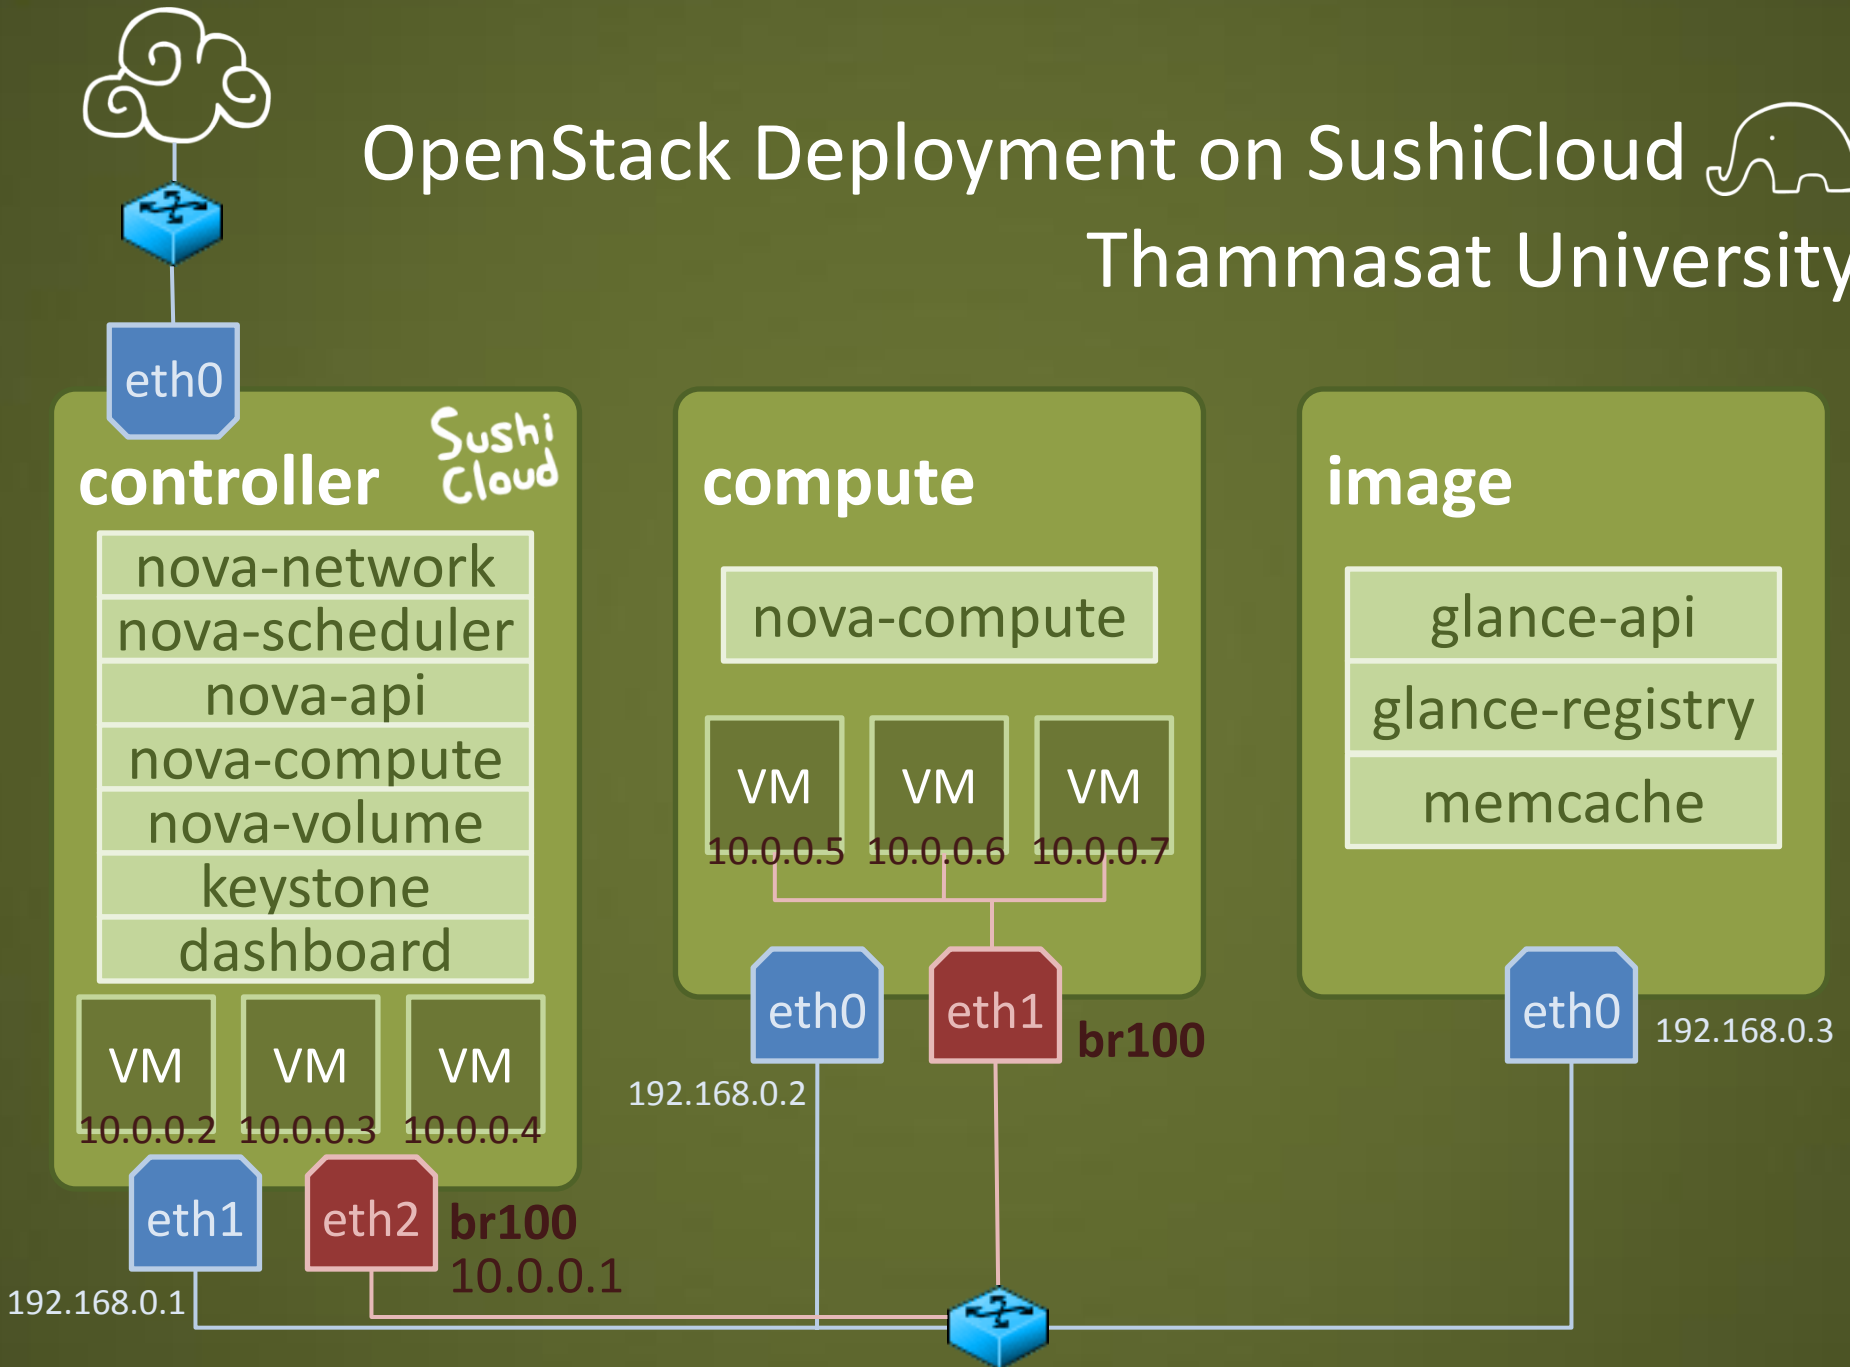 OpenStack Deployment on SushiCloud
Thammasat University
eth0
controller
Sushi
Cloud
nova-network
nova-scheduler
nova-api
nova-compute
nova-volume
keystone
dashboard
VM
VM
VM
10.0.0.2
10.0.0.3
10.0.0.4
eth1
eth2
br100
10.0.0.1
192.168.0.1
compute
nova-compute
VM
VM
VM
10.0.0.5
10.0.0.6
10.0.0.7
eth0
eth1
br100
192.168.0.2
image
glance-api
glance-registry
memcache
eth0
192.168.0.3